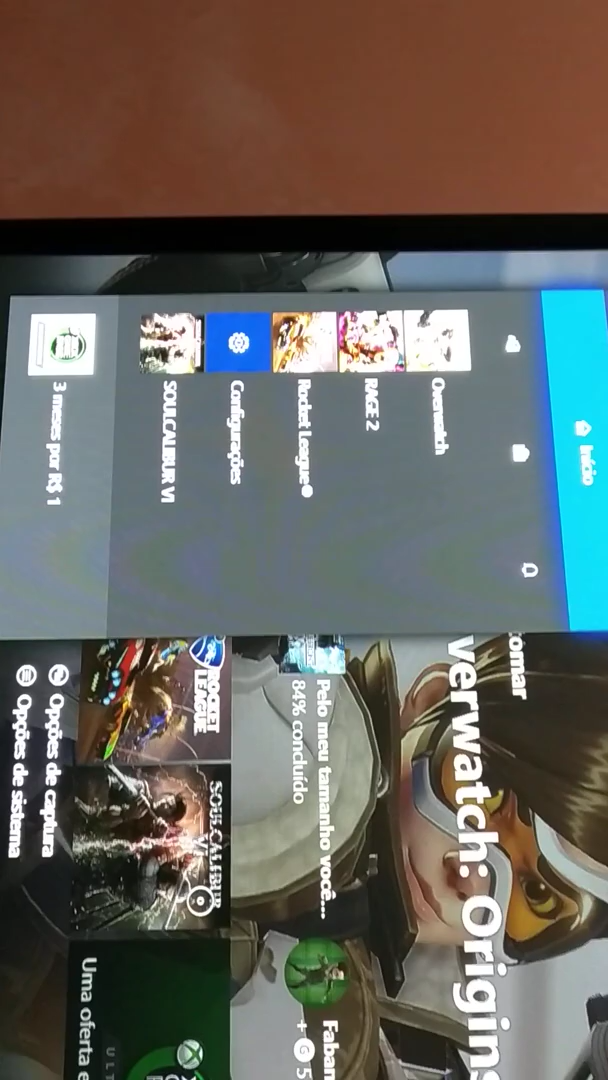 Início
Overwatch
RAGE 2
Rocket League®
Configurações
SOULCALIBUR VI
3 meses por R$ 1
verwatch: Origins
Pelo meu tamanho você...
84% concluído
Faban
+ G 5
ROCKET
LEAGUE
SOULCALIBUR
VI
Uma oferta e
Opções de captura
Opções de sistema